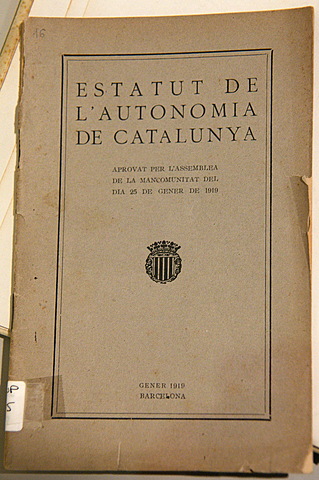 16
ESTATUT DE
L'AUTONOMIA
DE CATALUNYA
APROVAT PER L'ASSEMBLEA
DE LA MANCOMUNITAT DEL
DIA 25 DE GENER DE 1919
GENER 1919
BARCELONA